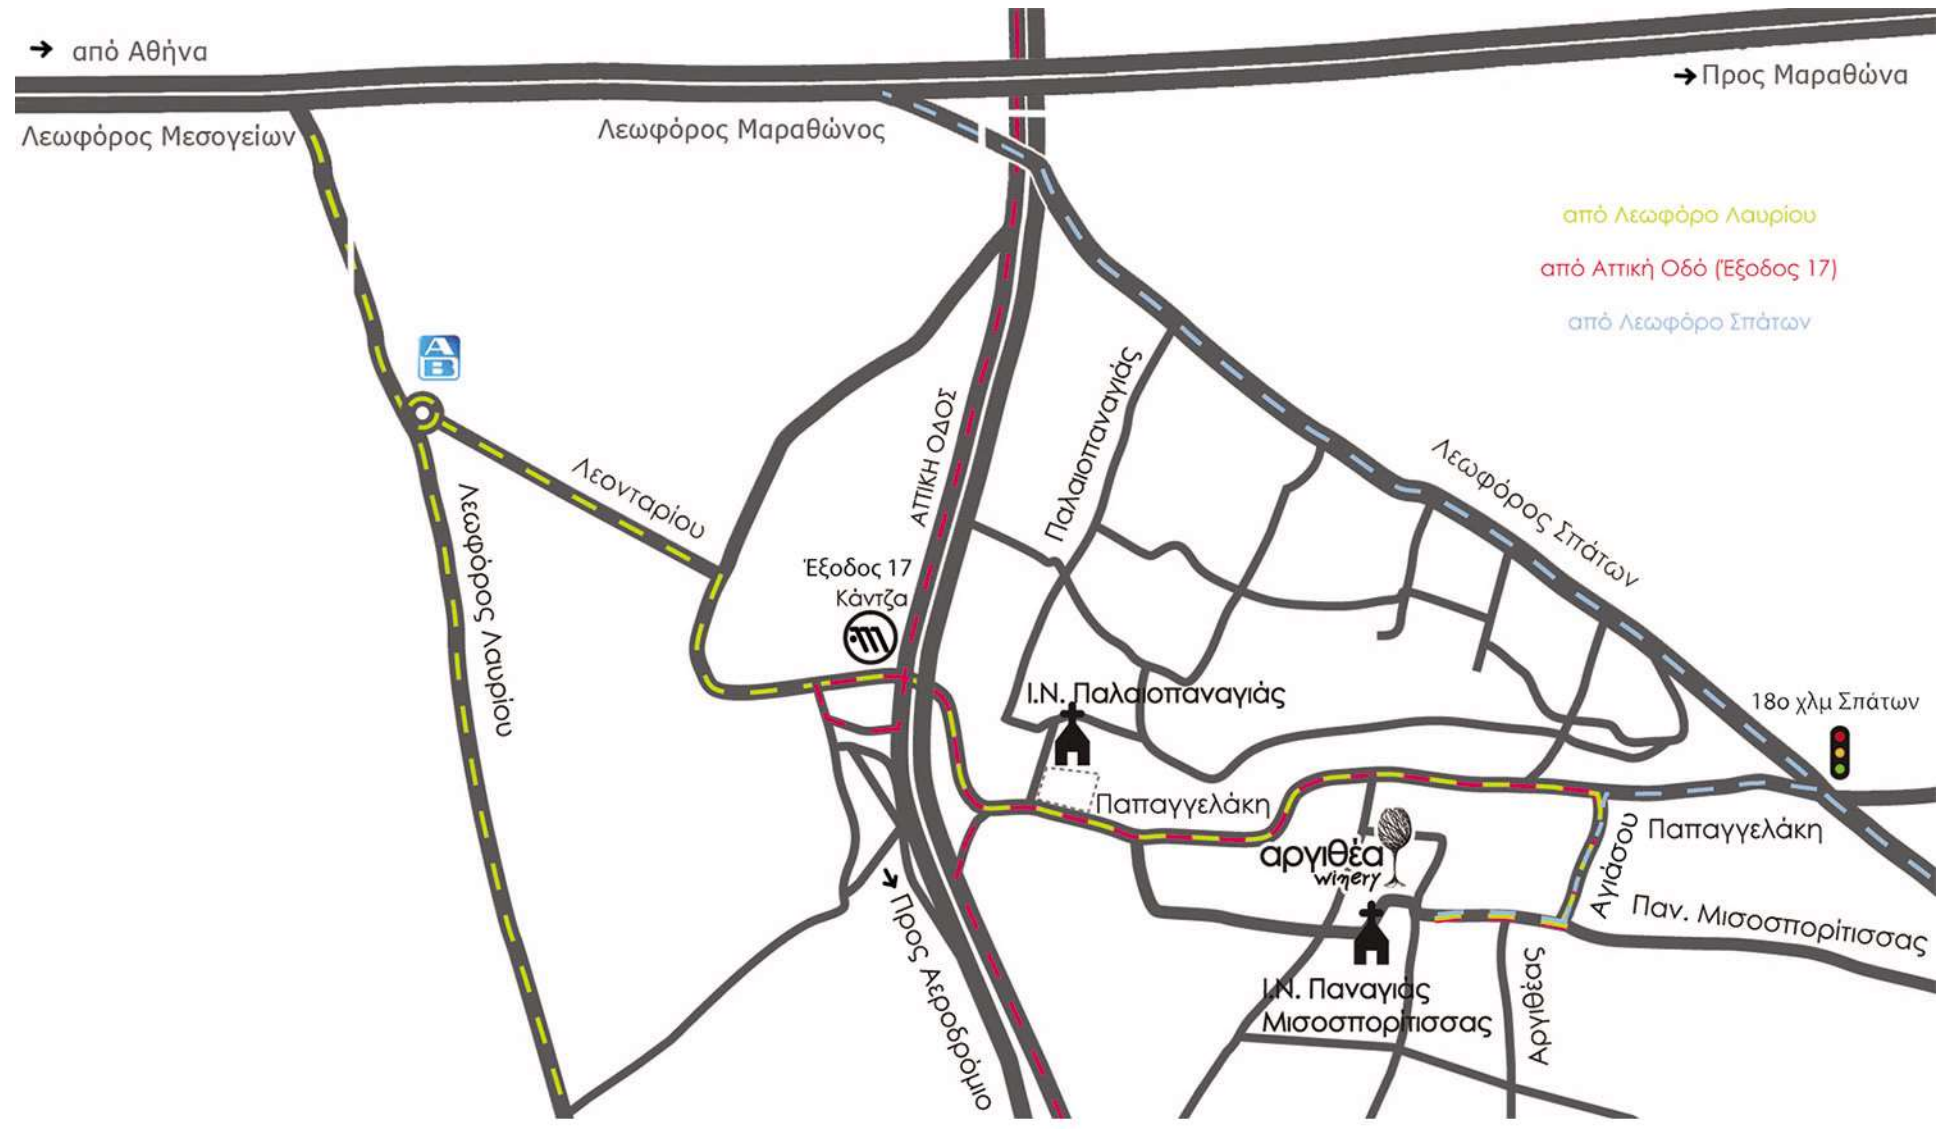 από Αθήνα
Προς Μαραθώνα
Λεωφόρος Μεσογείων
Λεωφόρος Μαραθώνος
από Λεωφόρο Λαυρίου
από Αττική Οδό (Έξοδος 17)
από Λεωφόρο Σπάτων
AB
Λεονταρίου
Λεωφόρος Λαυρίου
ΑΤΤΙΚΗ ΟΔΟΣ
Παλαιοπαναγιάς
Λεωφόρος Σπάτων
Έξοδος 17
Κάντζα
Ι.Ν. Παλαιοπαναγιάς
18ο χλμ Σπάτων
Παπαγγελάκη
Παπαγγελάκη
αργιθέα
winery
Αγιάσου
Παν. Μισοσπορίτισσας
Προς Αεροδρόμιο
Ι.Ν. Παναγιάς
Μισοσπορίτισσας
Αργιθέας